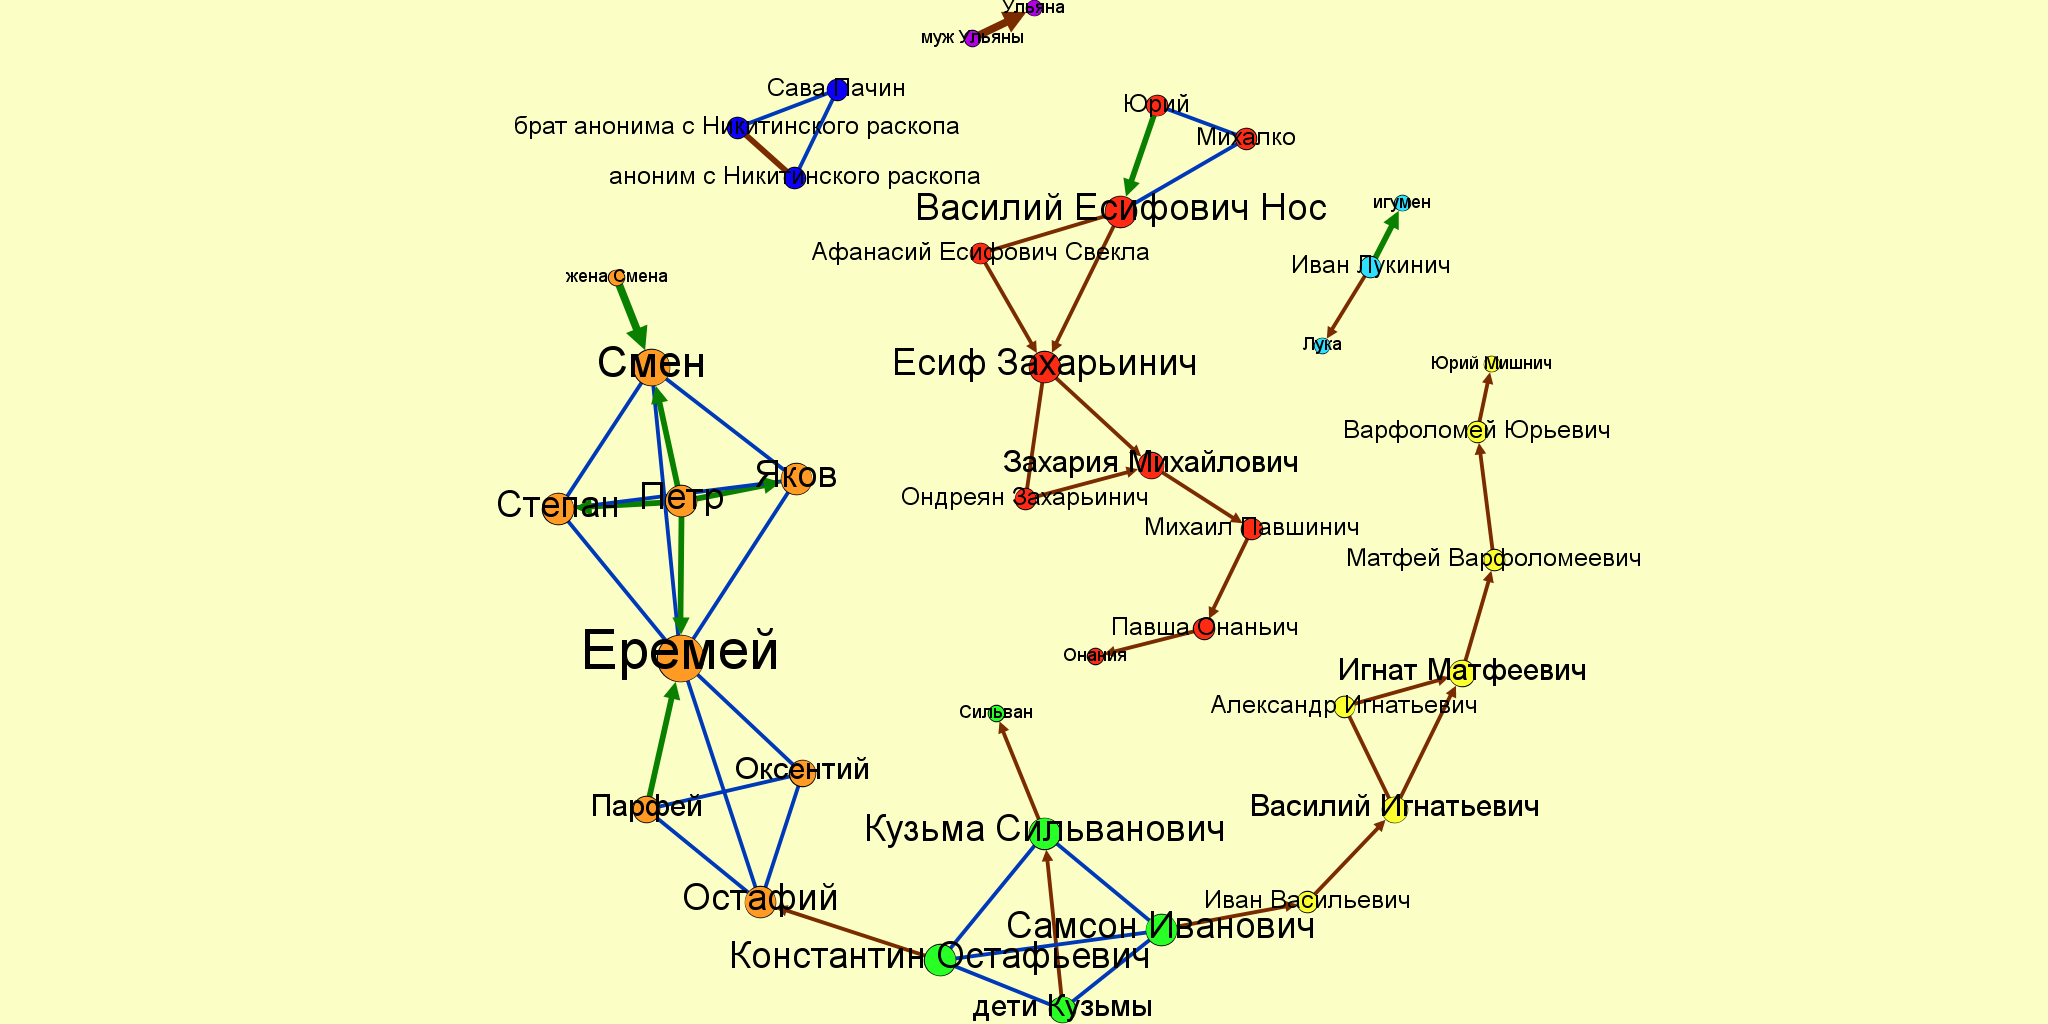 Ульяна
муж Ульяны
Сава Пачин
Юрий
брат анонима с Никитинского раскопа
Михалко
аноним с Никитинского раскопа
игумен
Василий Есифович Нос
Афанасий Есифович Свекла
Иван Лукинич
жена Смена
Лука
Смен
Есиф Захарьинич
Юрий Мишнич
Варфоломей Юрьевич
Захария Михайлович
Яков
Петр
Степан
Ондреян Захарьинич
Михаил Павшинич
Матфей Варфоломеевич
Павша Онаньич
Еремей
Онания
Игнат Матфеевич
Александр Игнатьевич
Сильван
Оксентий
Парфей
Василий Игнатьевич
Кузьма Сильванович
Остафий
Иван Васильевич
Самсон Иванович
Константин Остафьевич
дети Кузьмы